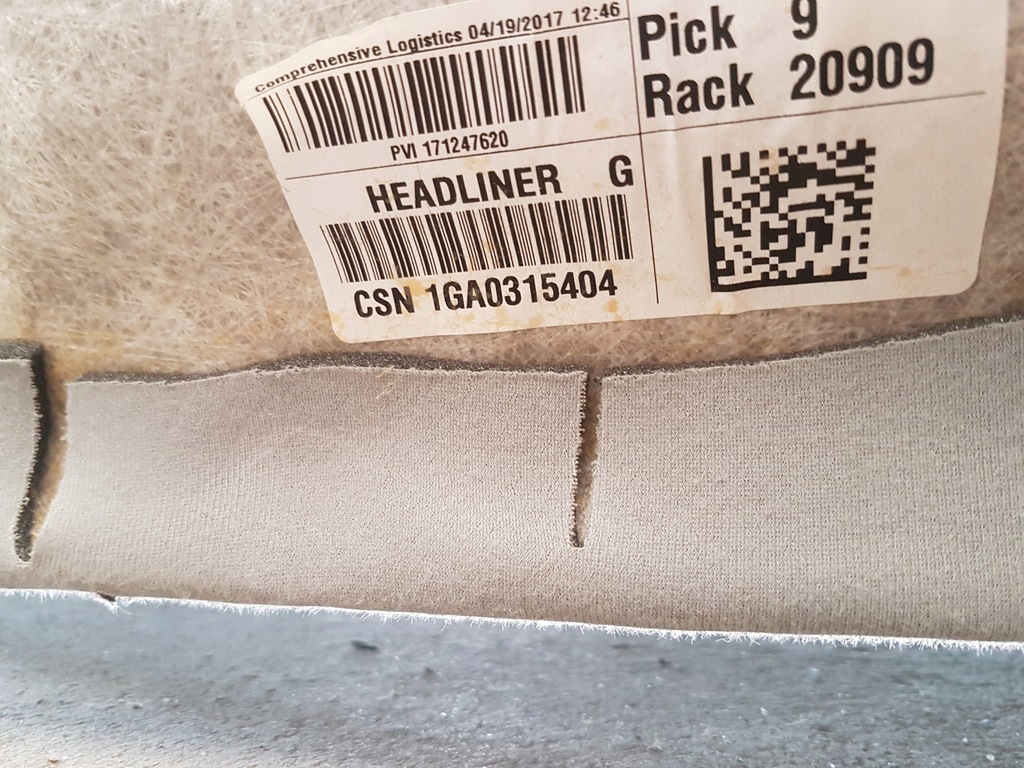 Comprehensive Logistics 04/19/2017 12:46
PVI 171247620
HEADLINER G
CSN 1GA0315404
Pick 9
Rack 20909